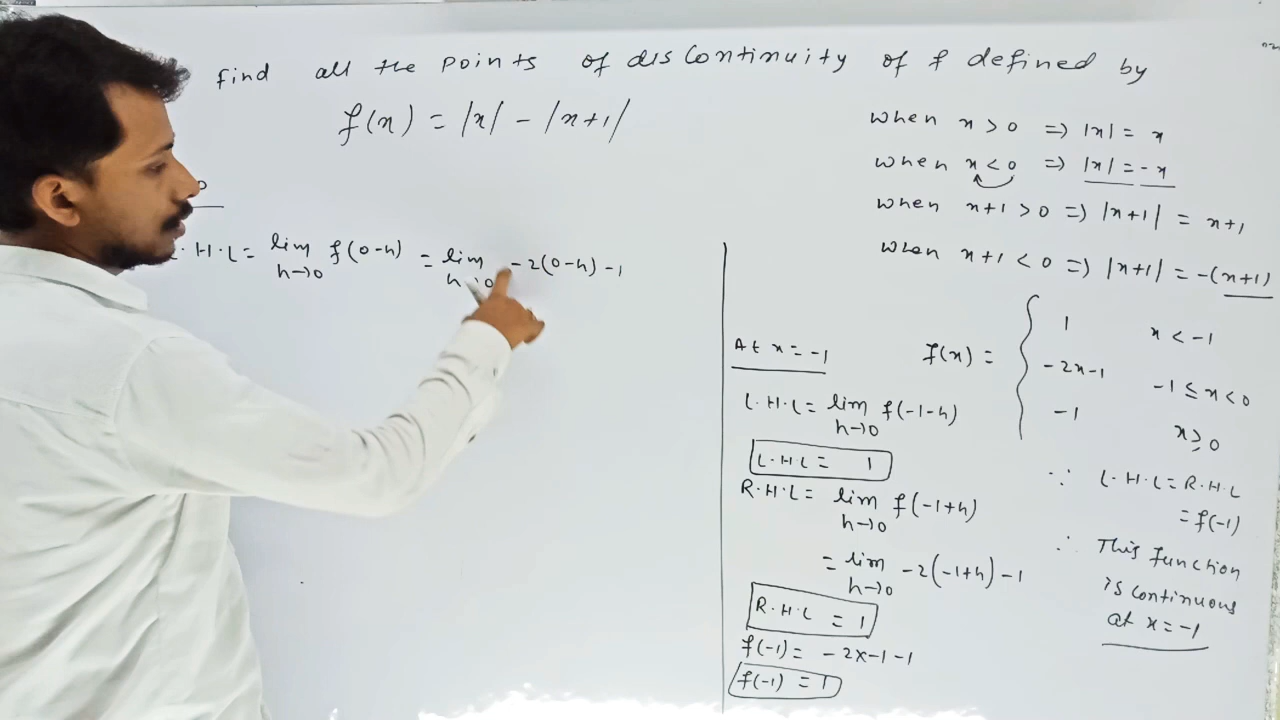 find all the points of discontinuity of f defined by
f(x) = |x| - |x+1|
L.H.L = lim f(0-h) = lim -2(0-h)-1
h→0 h→0
when x>0 ⇒ |x| = x
when x<0 ⇒ |x| = -x
when x+1>0 ⇒ |x+1| = x+1
when x+1<0 ⇒ |x+1| = -(x+1)
f(x) = { 1 x<-1
-2x-1 -1≤x<0
-1 x≥0
At x=-1
L.H.L = lim f(-1-h)
h→0
L.H.L = 1
R.H.L = lim f(-1+h)
h→0
= lim -2(-1+h)-1
h→0
R.H.L = 1
f(-1) = -2x-1-1
f(-1) = 1
∵ L.H.L = R.H.L
= f(-1)
∴ This function
is continuous
at x=-1